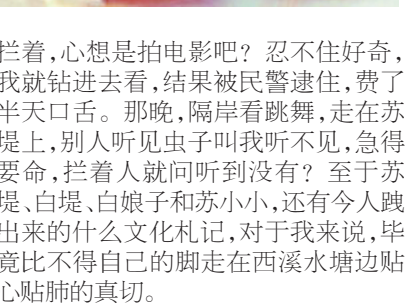 拦着,心想是拍电影吧？忍不住好奇,
我就钻进去看,结果被民警逮住,费了
半天口舌。那晚,隔岸看跳舞,走在苏
堤上,别人听见虫子叫我听不见,急得
要命,拦着人就问听到没有？至于苏
堤、白堤、白娘子和苏小小,还有今人跩
出来的什么文化札记,对于我来说,毕
竟比不得自己的脚走在西溪水塘边贴
心贴肺的真切。